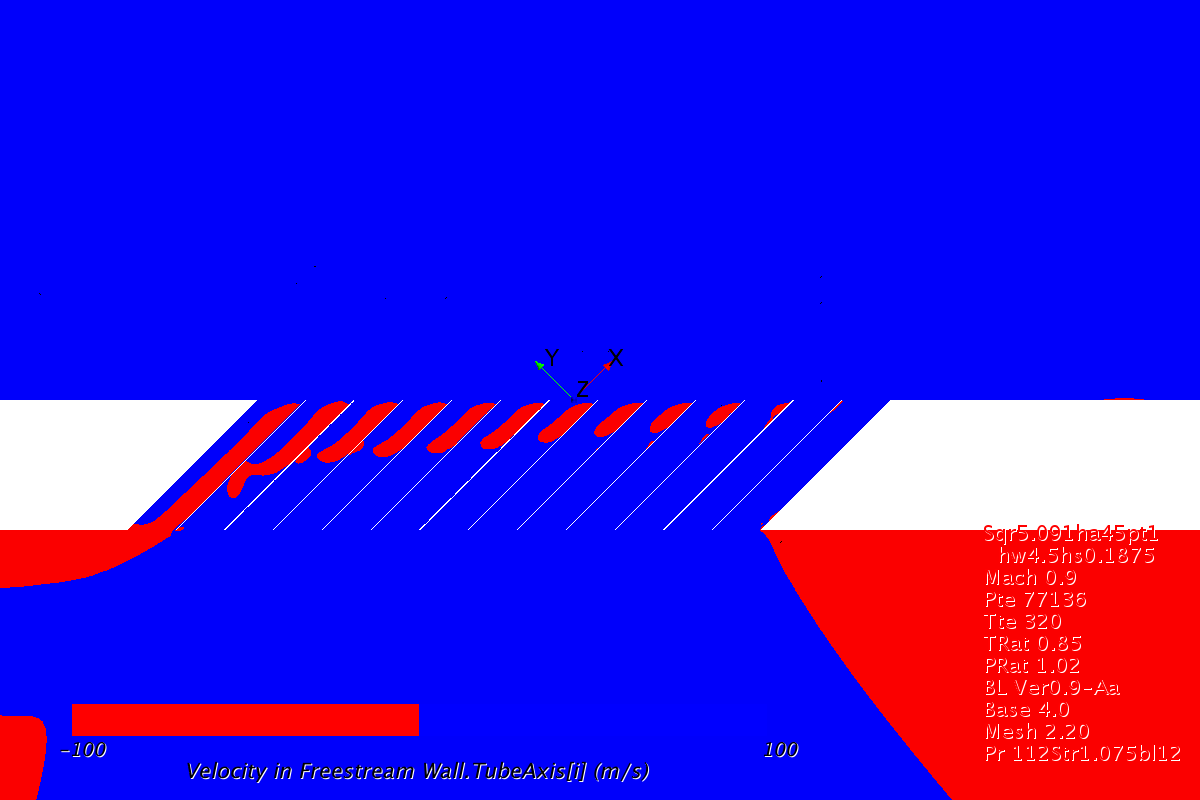 Y
X
Z
Sqr5.091ha45pt1
hw4.5hs0.1875
Mach 0.9
Pte 77136
Tte 320
TRat 0.85
PRat 1.02
BL Ver0.9-Aa
Base 4.0
Mesh 2.20
Pr 112Str1.075bl12
-100
100
Velocity in Freestream Wall.TubeAxis[i] (m/s)